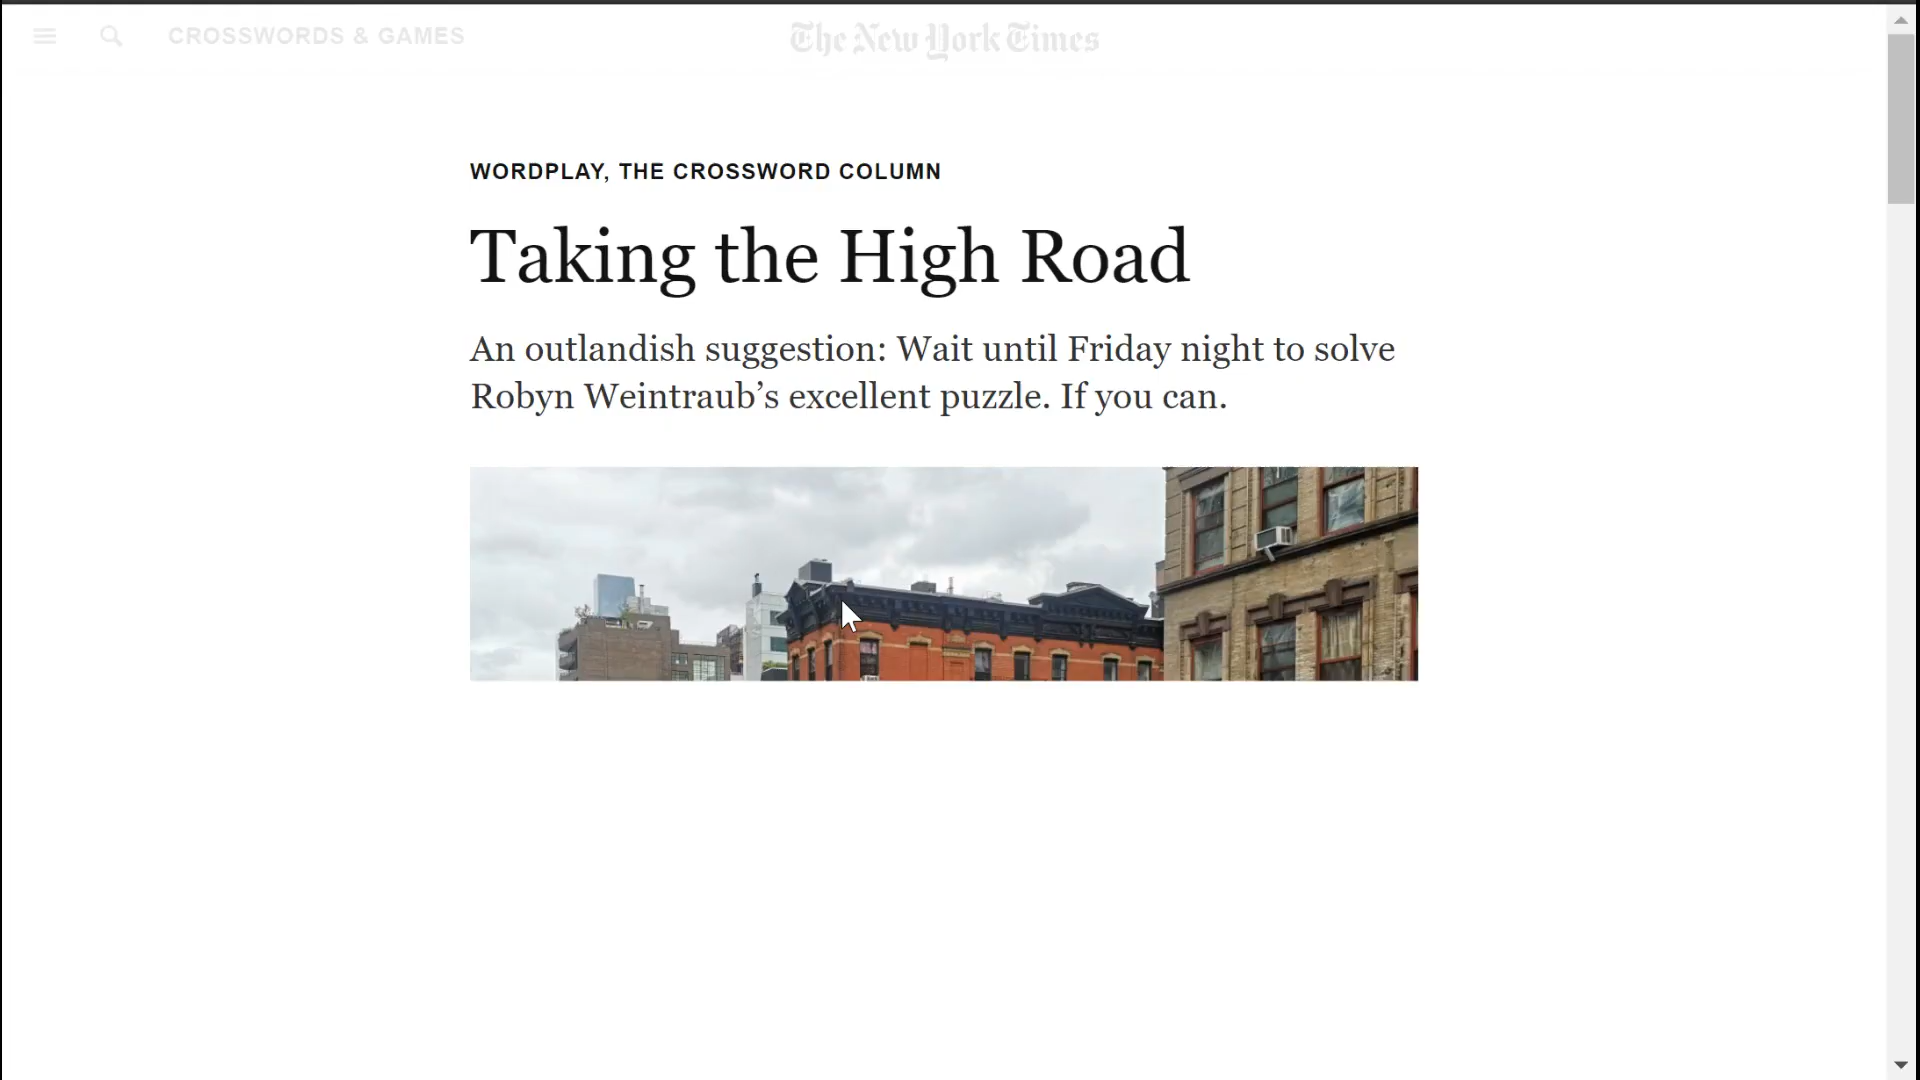 CROSSWORDS & GAMES
The New York Times
WORDPLAY, THE CROSSWORD COLUMN
Taking the High Road
An outlandish suggestion: Wait until Friday night to solve
Robyn Weintraub’s excellent puzzle. If you can.